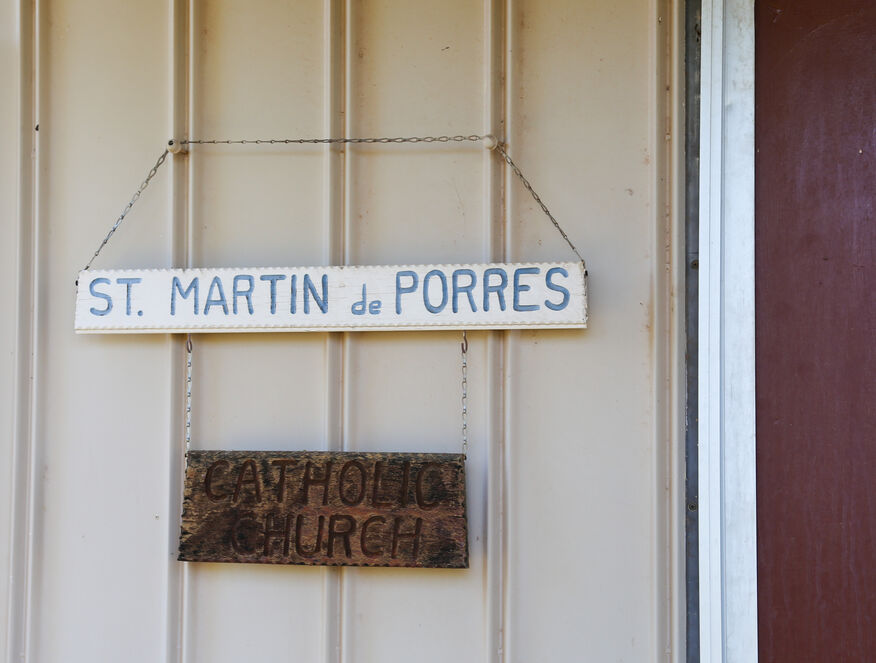 ST. MARTIN de PORRES
CATHOLIC
CHURCH